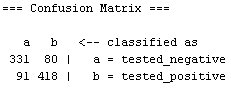 === Confusion Matrix ===
a b <-- classified as
331 80 | a = tested_negative
91 418 | b = tested_positive